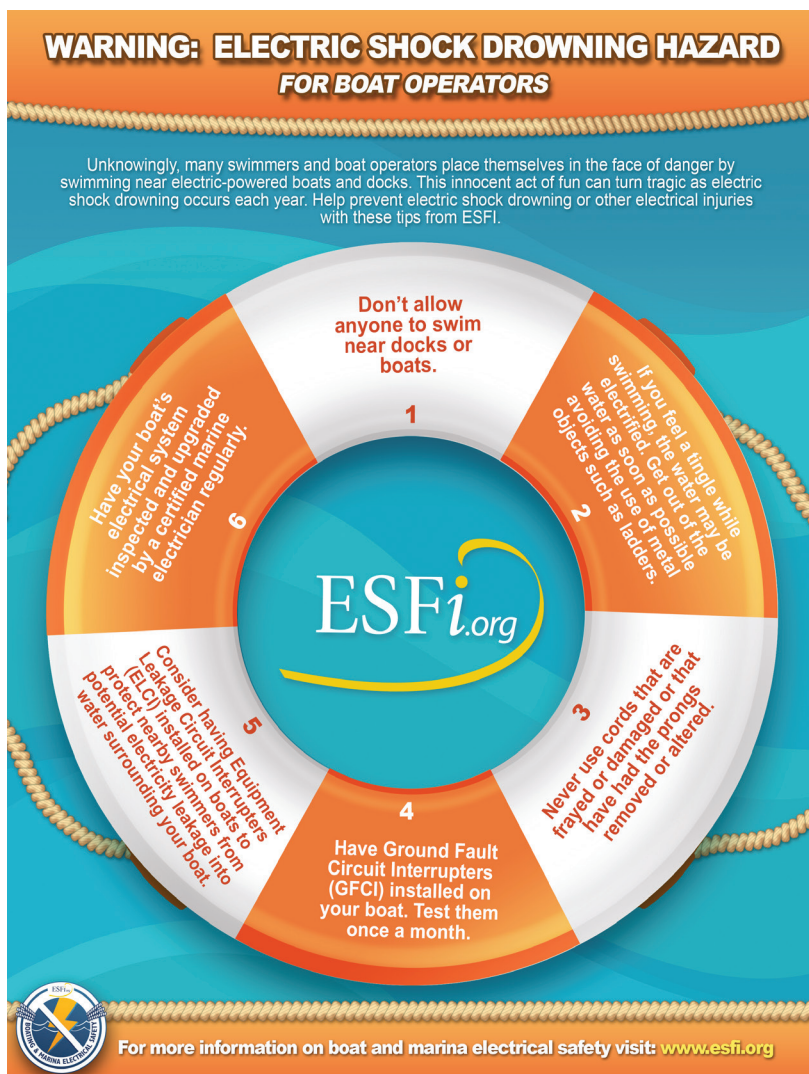 WARNING: ELECTRIC SHOCK DROWNING HAZARD
FOR BOAT OPERATORS
Unknowingly, many swimmers and boat operators place themselves in the face of danger by
swimming near electric-powered boats and docks. This innocent act of fun can turn tragic as electric
shock drowning occurs each year. Help prevent electric shock drowning or other electrical injuries
with these tips from ESFI.
Don't allow
anyone to swim
near docks or
boats.
1
If you feel a tingle while
swimming, the water may be
electrified. Get out of the
water as soon as possible
avoiding the use of metal
objects such as ladders.
2
Never use cords that are
frayed or damaged or that
have had the prongs
removed or altered.
3
4
Have Ground Fault
Circuit Interrupters
(GFCI) installed on
your boat. Test them
once a month.
5
Consider having Equipment
Leakage Circuit Interrupters
(ELCI) installed on boats to
protect nearby swimmers from
potential electricity leakage into
water surrounding your boat.
Have your boat's
electrical system
inspected and upgraded
by a certified marine
electrician regularly.
6
ESFi.org
ESFi.org
BOATING & MARINA ELECTRICAL SAFETY
For more information on boat and marina electrical safety visit: www.esfi.org